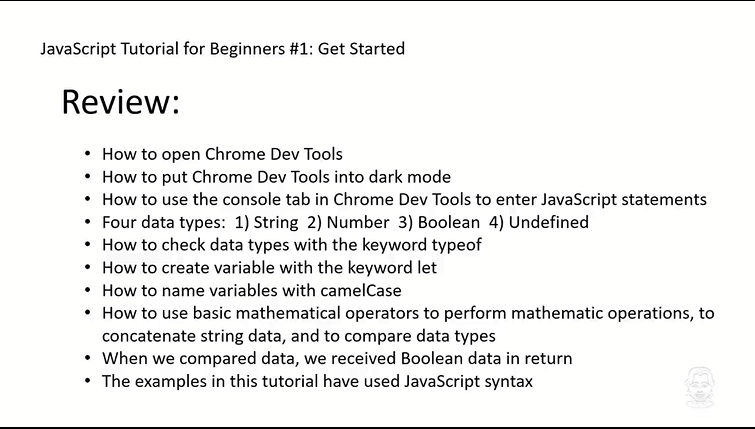 JavaScript Tutorial for Beginners #1: Get Started
Review:
• How to open Chrome Dev Tools
• How to put Chrome Dev Tools into dark mode
• How to use the console tab in Chrome Dev Tools to enter JavaScript statements
• Four data types: 1) String 2) Number 3) Boolean 4) Undefined
• How to check data types with the keyword typeof
• How to create variable with the keyword let
• How to name variables with camelCase
• How to use basic mathematical operators to perform mathematic operations, to
concatenate string data, and to compare data types
• When we compared data, we received Boolean data in return
• The examples in this tutorial have used JavaScript syntax